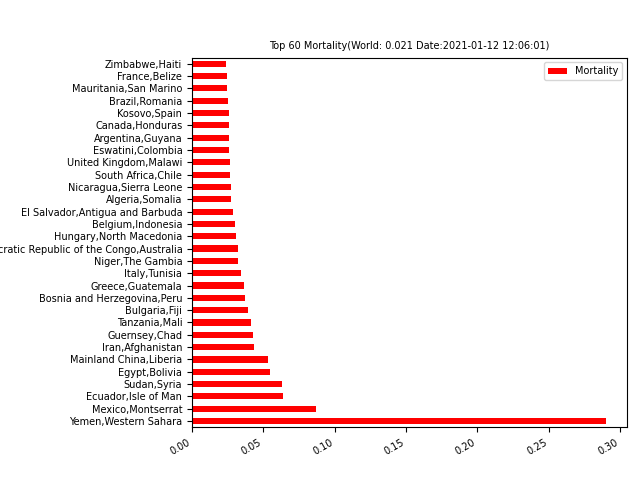 Top 60 Mortality(World: 0.021 Date:2021-01-12 12:06:01)
Mortality
Zimbabwe,Haiti
France,Belize
Mauritania,San Marino
Brazil,Romania
Kosovo,Spain
Canada,Honduras
Argentina,Guyana
Eswatini,Colombia
United Kingdom,Malawi
South Africa,Chile
Nicaragua,Sierra Leone
Algeria,Somalia
El Salvador,Antigua and Barbuda
Belgium,Indonesia
Hungary,North Macedonia
cratic Republic of the Congo,Australia
Niger,The Gambia
Italy,Tunisia
Greece,Guatemala
Bosnia and Herzegovina,Peru
Bulgaria,Fiji
Tanzania,Mali
Guernsey,Chad
Iran,Afghanistan
Mainland China,Liberia
Egypt,Bolivia
Sudan,Syria
Ecuador,Isle of Man
Mexico,Montserrat
Yemen,Western Sahara
0.00 0.05 0.10 0.15 0.20 0.25 0.30